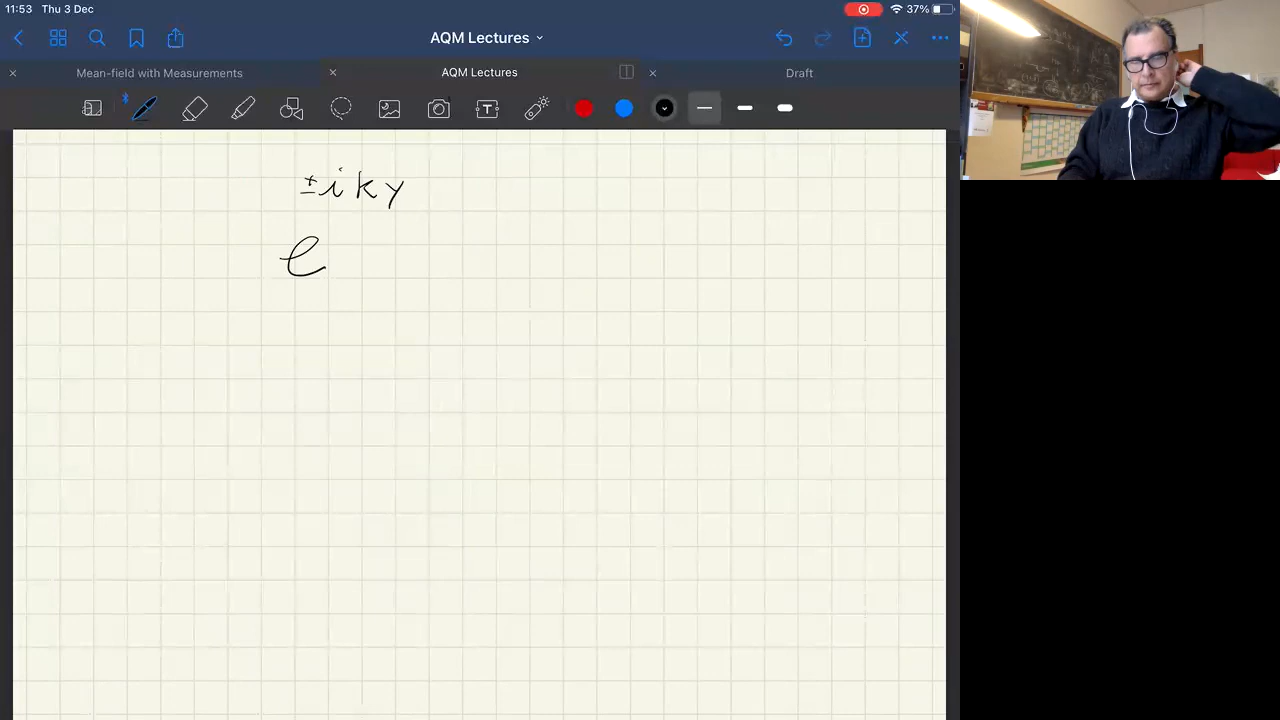 11:53 Thu 3 Dec
37%
AQM Lectures
Mean-field with Measurements
AQM Lectures
Draft
±iky
e